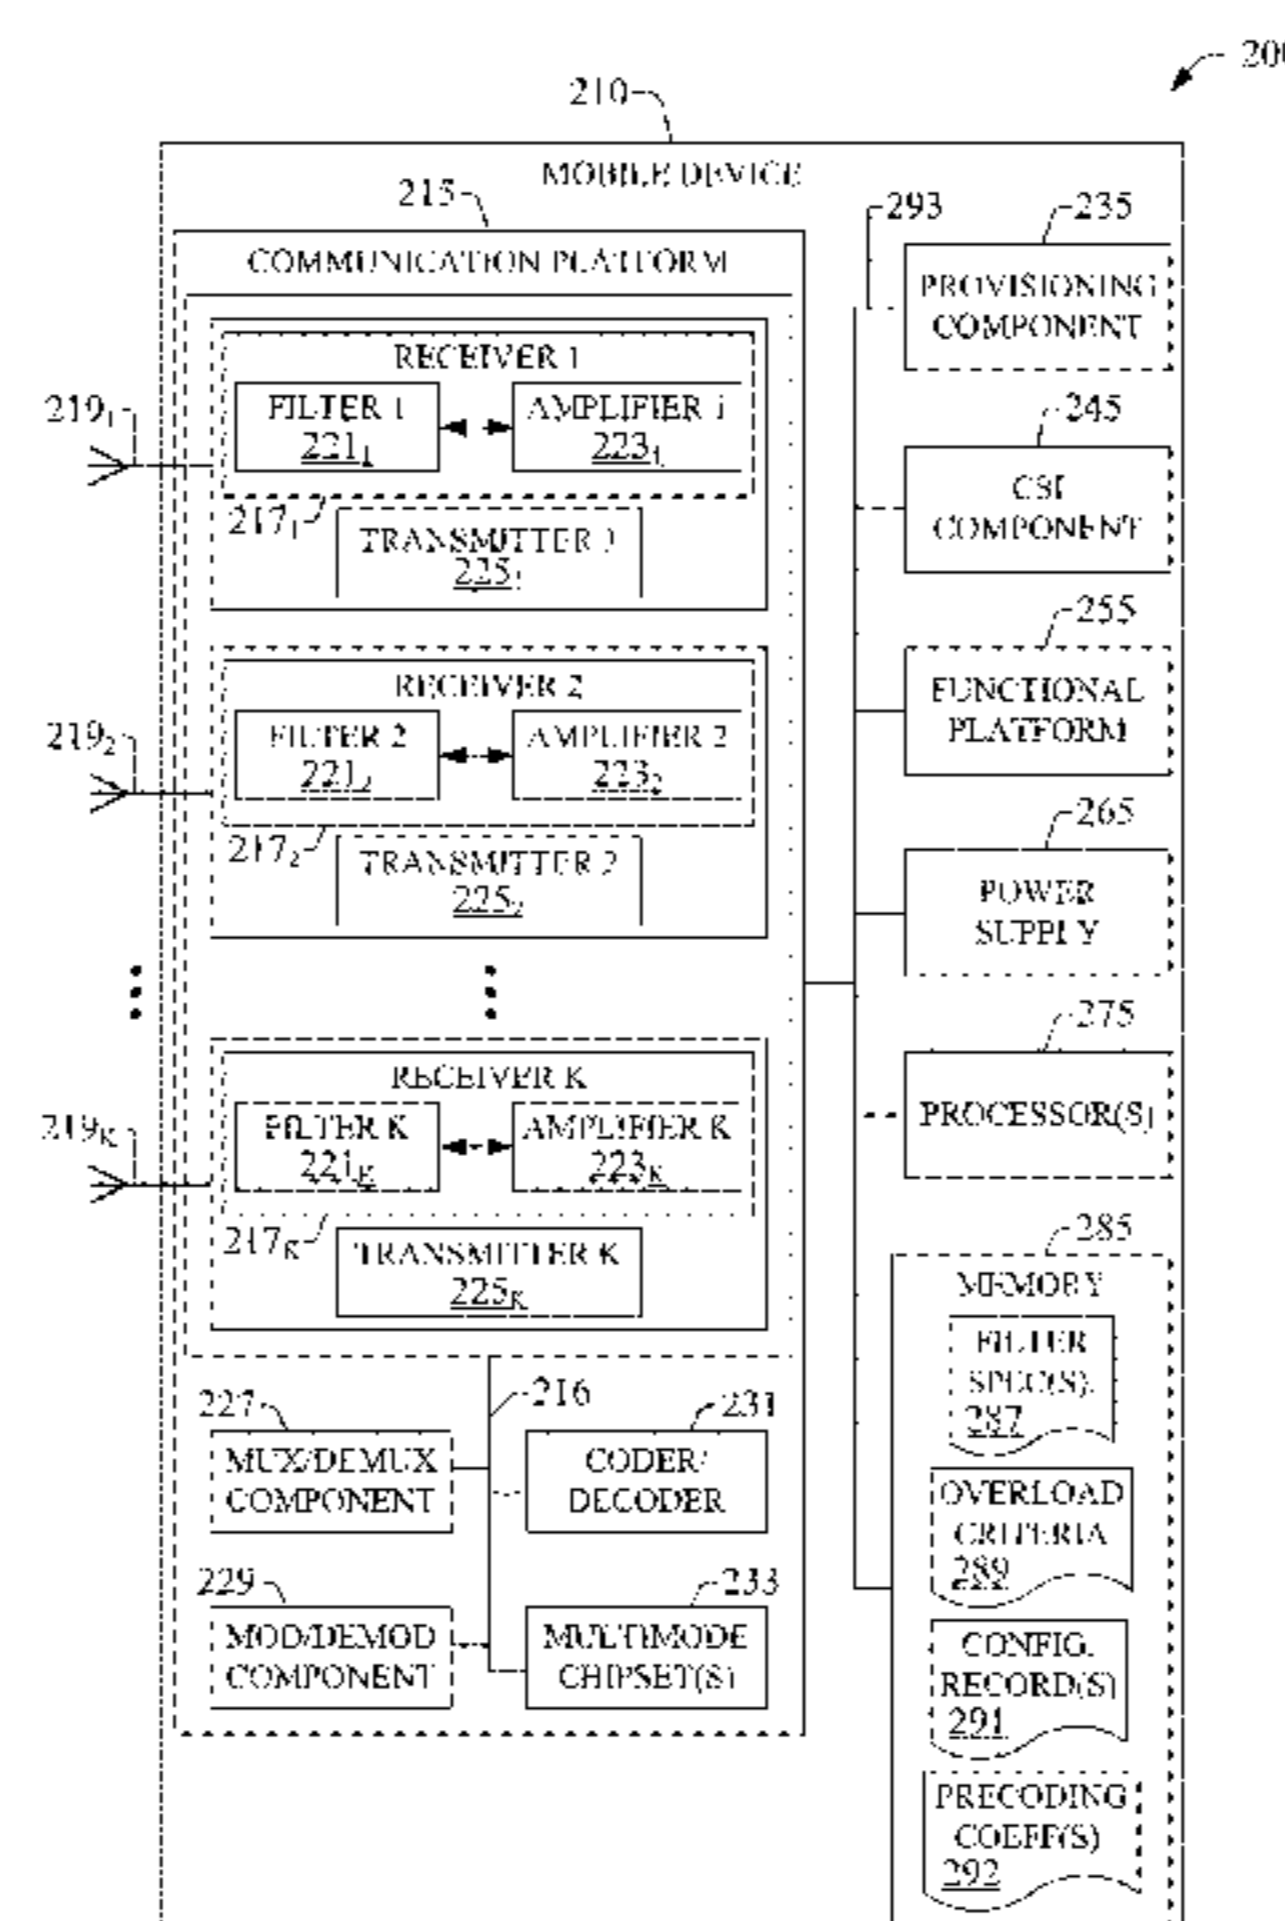 200
210
MOBILE DEVICE
215
COMMUNICATION PLATFORM
293
235
PROVISIONING
COMPONENT
RECEIVER 1
FILTER 1
221₁
AMPLIFIER 1
223₁
219₁
217₁
TRANSMITTER 1
225₁
245
CSI
COMPONENT
RECEIVER 2
FILTER 2
221₂
AMPLIFIER 2
223₂
219₂
217₂
TRANSMITTER 2
225₂
255
FUNCTIONAL
PLATFORM
265
POWER
SUPPLY
RECEIVER K
FILTER K
221K
AMPLIFIER K
223K
219K
217K
TRANSMITTER K
225K
275
PROCESSOR(S)
216
227
MUX/DEMUX
COMPONENT
231
CODER/
DECODER
229
MOD/DEMOD
COMPONENT
233
MULTIMODE
CHIPSET(S)
285
MEMORY
FILTER
SPEC(S).
287
OVERLOAD
CRITERIA
289
CONFIG.
RECORD(S)
291
PRECODING
COEFF(S)
292